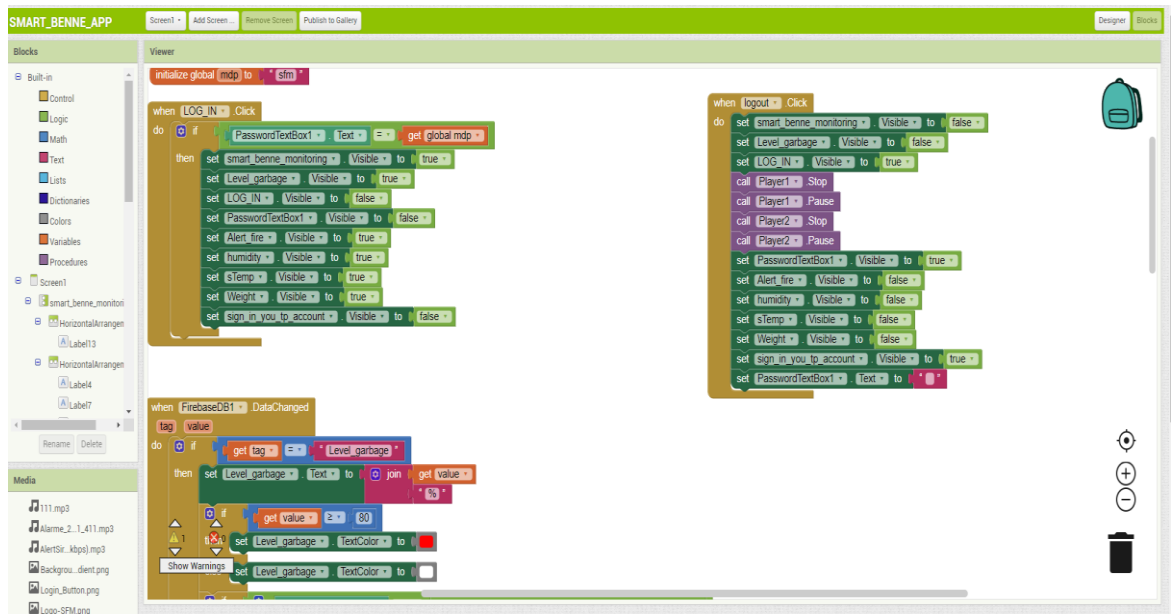 SMART_BENNE_APP
Screen1
Add Screen ...
Remove Screen
Publish to Gallery
Designer
Blocks
Blocks
Viewer
Built-in
Control
Logic
Math
Text
Lists
Dictionaries
Colors
Variables
Procedures
Screen1
smart_benne_monitori
HorizontalArrangen
Label13
HorizontalArrangen
Label4
Label7
Rename
Delete
Media
111.mp3
Alarme_2...1_411.mp3
AlertSir...kbps).mp3
Backgrou...dient.png
Login_Button.png
Logo-SFM.png
initialize global mdp to " sfm "
when LOG_IN .Click
do if PasswordTextBox1 . Text = get global mdp
then set smart_benne_monitoring . Visible to true
set Level_garbage . Visible to true
set LOG_IN . Visible to false
set PasswordTextBox1 . Visible to false
set Alert_fire . Visible to true
set humidity . Visible to true
set sTemp . Visible to true
set Weight . Visible to true
set sign_in_you_tp_account . Visible to false
when FirebaseDB1 .DataChanged
tag value
do if get tag = " Level_garbage "
then set Level_garbage . Text to join get value
" % "
if get value ≥ 80
then set Level_garbage . TextColor to
set Level_garbage . TextColor to
1
0
Show Warnings
when logout .Click
do set smart_benne_monitoring . Visible to false
set Level_garbage . Visible to false
set LOG_IN . Visible to true
call Player1 .Stop
call Player1 .Pause
call Player2 .Stop
call Player2 .Pause
set PasswordTextBox1 . Visible to true
set Alert_fire . Visible to false
set humidity . Visible to false
set sTemp . Visible to false
set Weight . Visible to false
set sign_in_you_tp_account . Visible to true
set PasswordTextBox1 . Text to " "